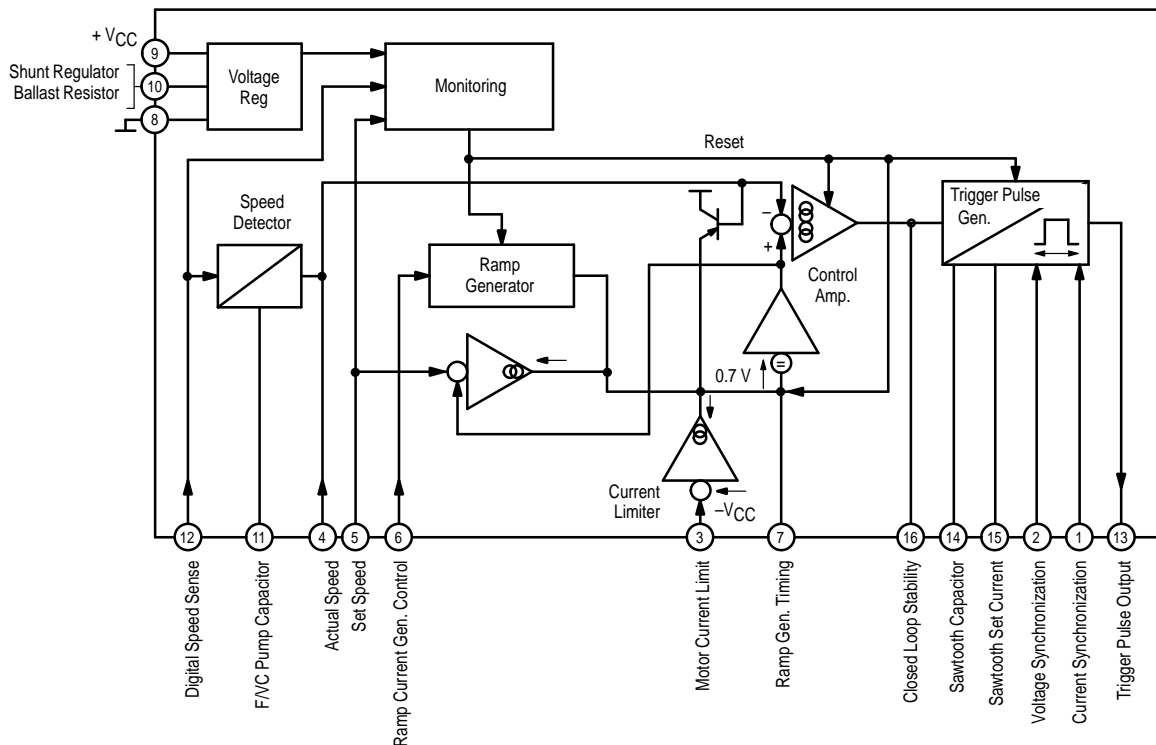 + VCC
9
Shunt Regulator
Ballast Resistor
10
8
Voltage
Reg
Monitoring
Reset
Speed
Detector
Ramp
Generator
–
+
Control
Amp.
Trigger Pulse
Gen.
=
0.7 V
Current
Limiter
–VCC
12
11
4
5
6
3
7
16
14
15
2
1
13
Digital Speed Sense
F/VC Pump Capacitor
Actual Speed
Set Speed
Ramp Current Gen. Control
Motor Current Limit
Ramp Gen. Timing
Closed Loop Stability
Sawtooth Capacitor
Sawtooth Set Current
Voltage Synchronization
Current Synchronization
Trigger Pulse Output